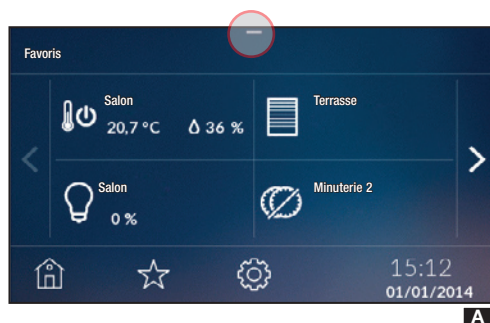 Favoris
Salon
20,7 °C 36 %
Terrasse
Salon
0 %
Minuterie 2
15:12
01/01/2014
A